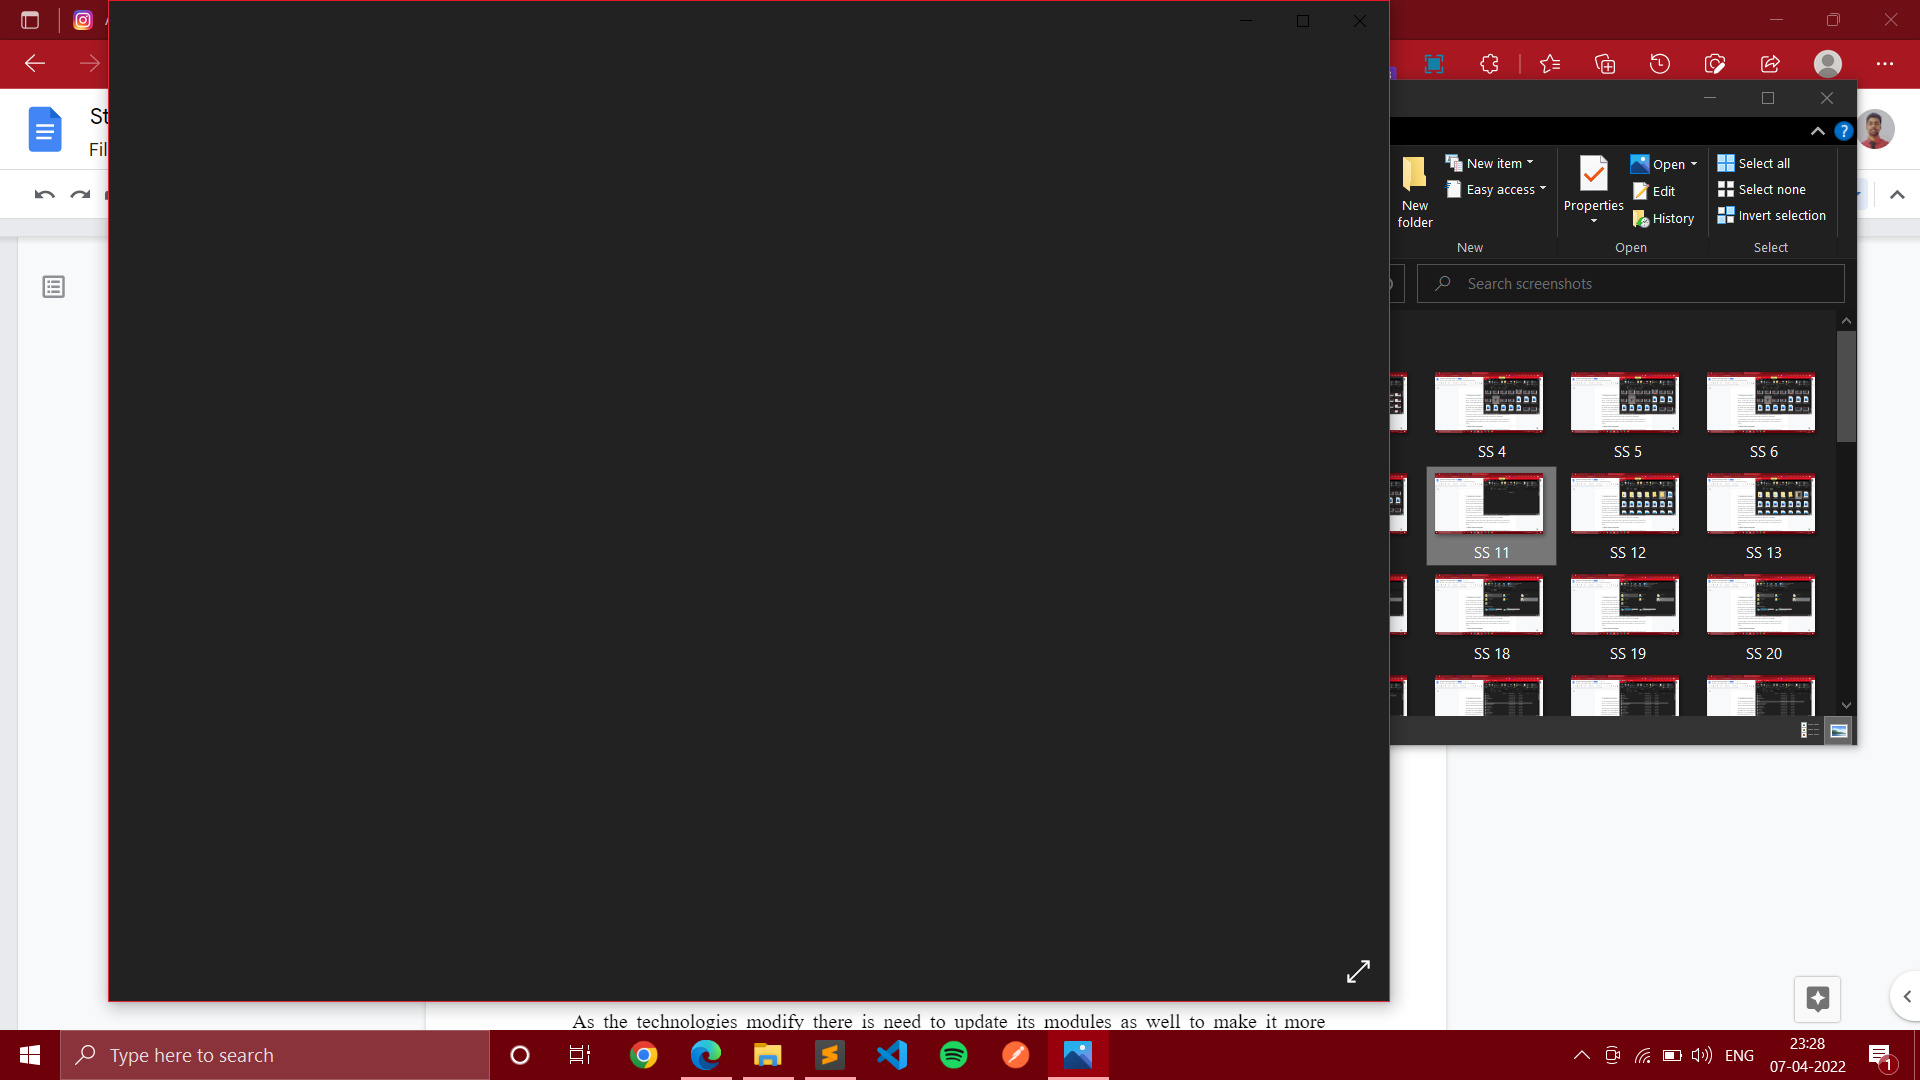 St
Fil
New item
Easy access
New
folder
New
Properties
Open
Edit
History
Open
Select all
Select none
Invert selection
Select
Search screenshots
SS 4
SS 5
SS 6
SS 11
SS 12
SS 13
SS 18
SS 19
SS 20
As the technologies modify there is need to update its modules as well to make it more
Type here to search
ENG
23:28
07-04-2022
1